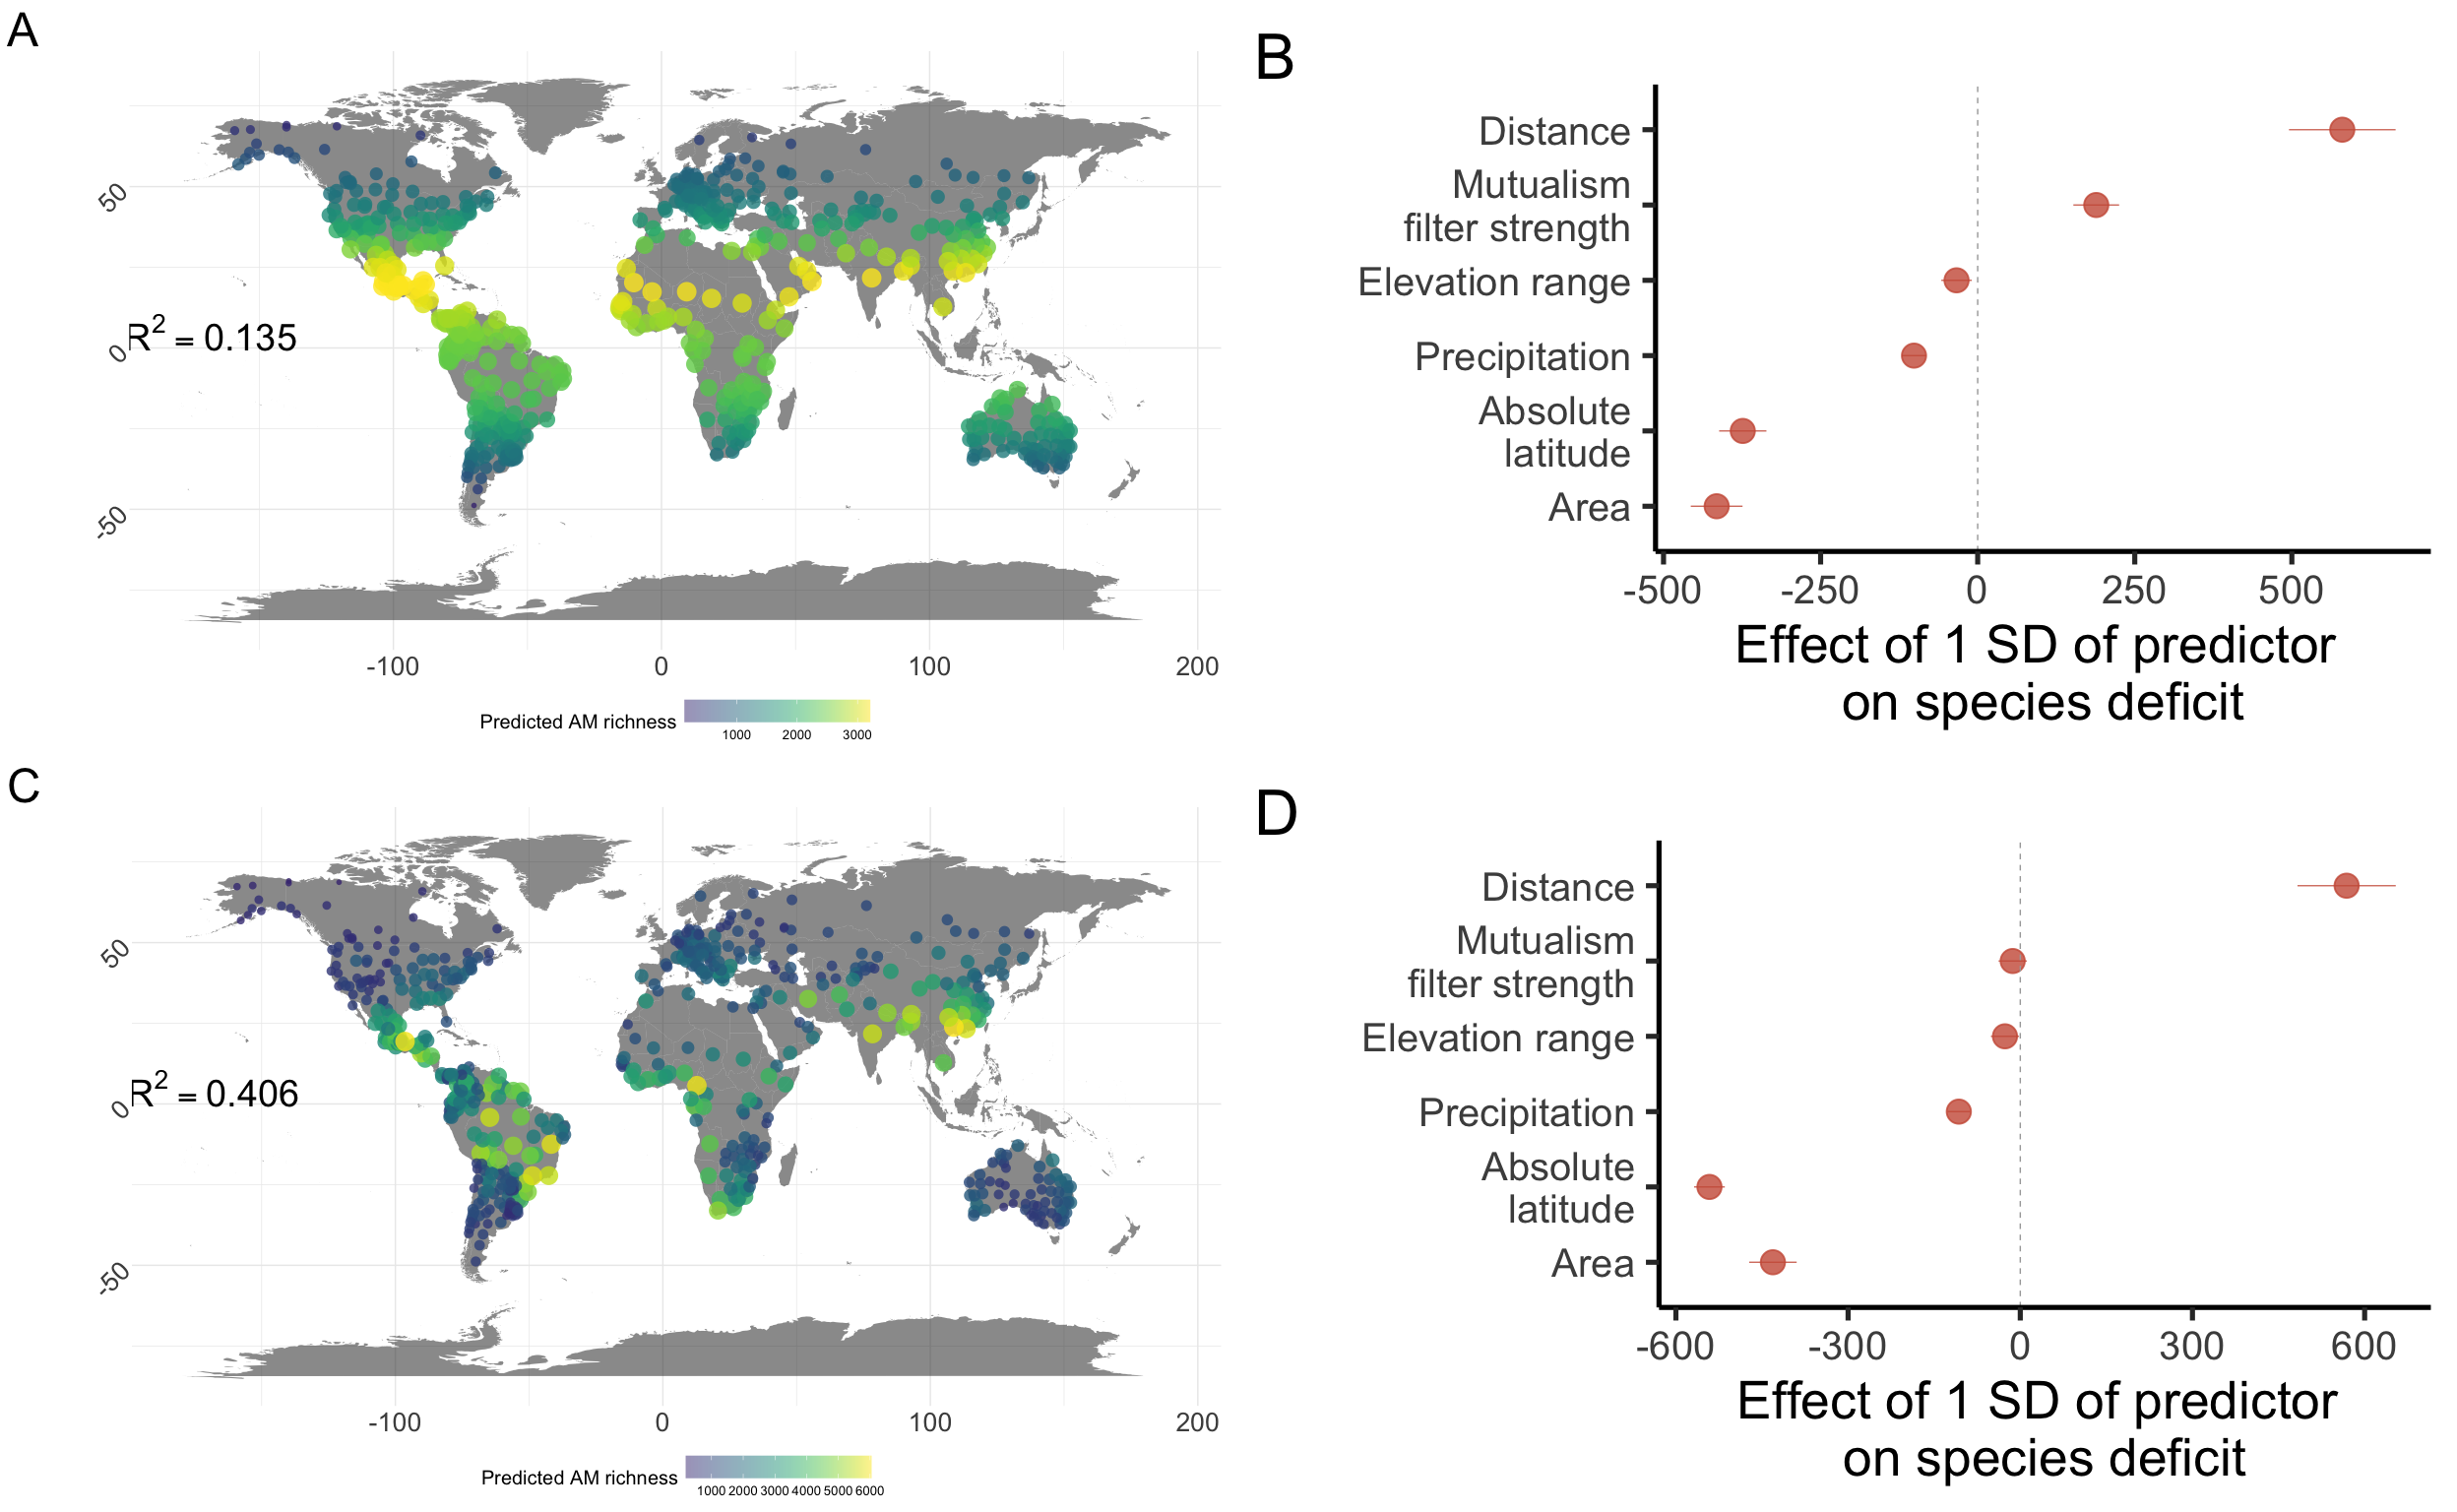 A
50
0
-50
R2 = 0.135
-100 0 100 200
Predicted AM richness
1000 2000 3000
B
Distance
Mutualism
filter strength
Elevation range
Precipitation
Absolute
latitude
Area
-500 -250 0 250 500
Effect of 1 SD of predictor
on species deficit
C
50
0
-50
R2 = 0.406
-100 0 100 200
Predicted AM richness
1000 2000 3000 4000 5000 6000
D
Distance
Mutualism
filter strength
Elevation range
Precipitation
Absolute
latitude
Area
-600 -300 0 300 600
Effect of 1 SD of predictor
on species deficit